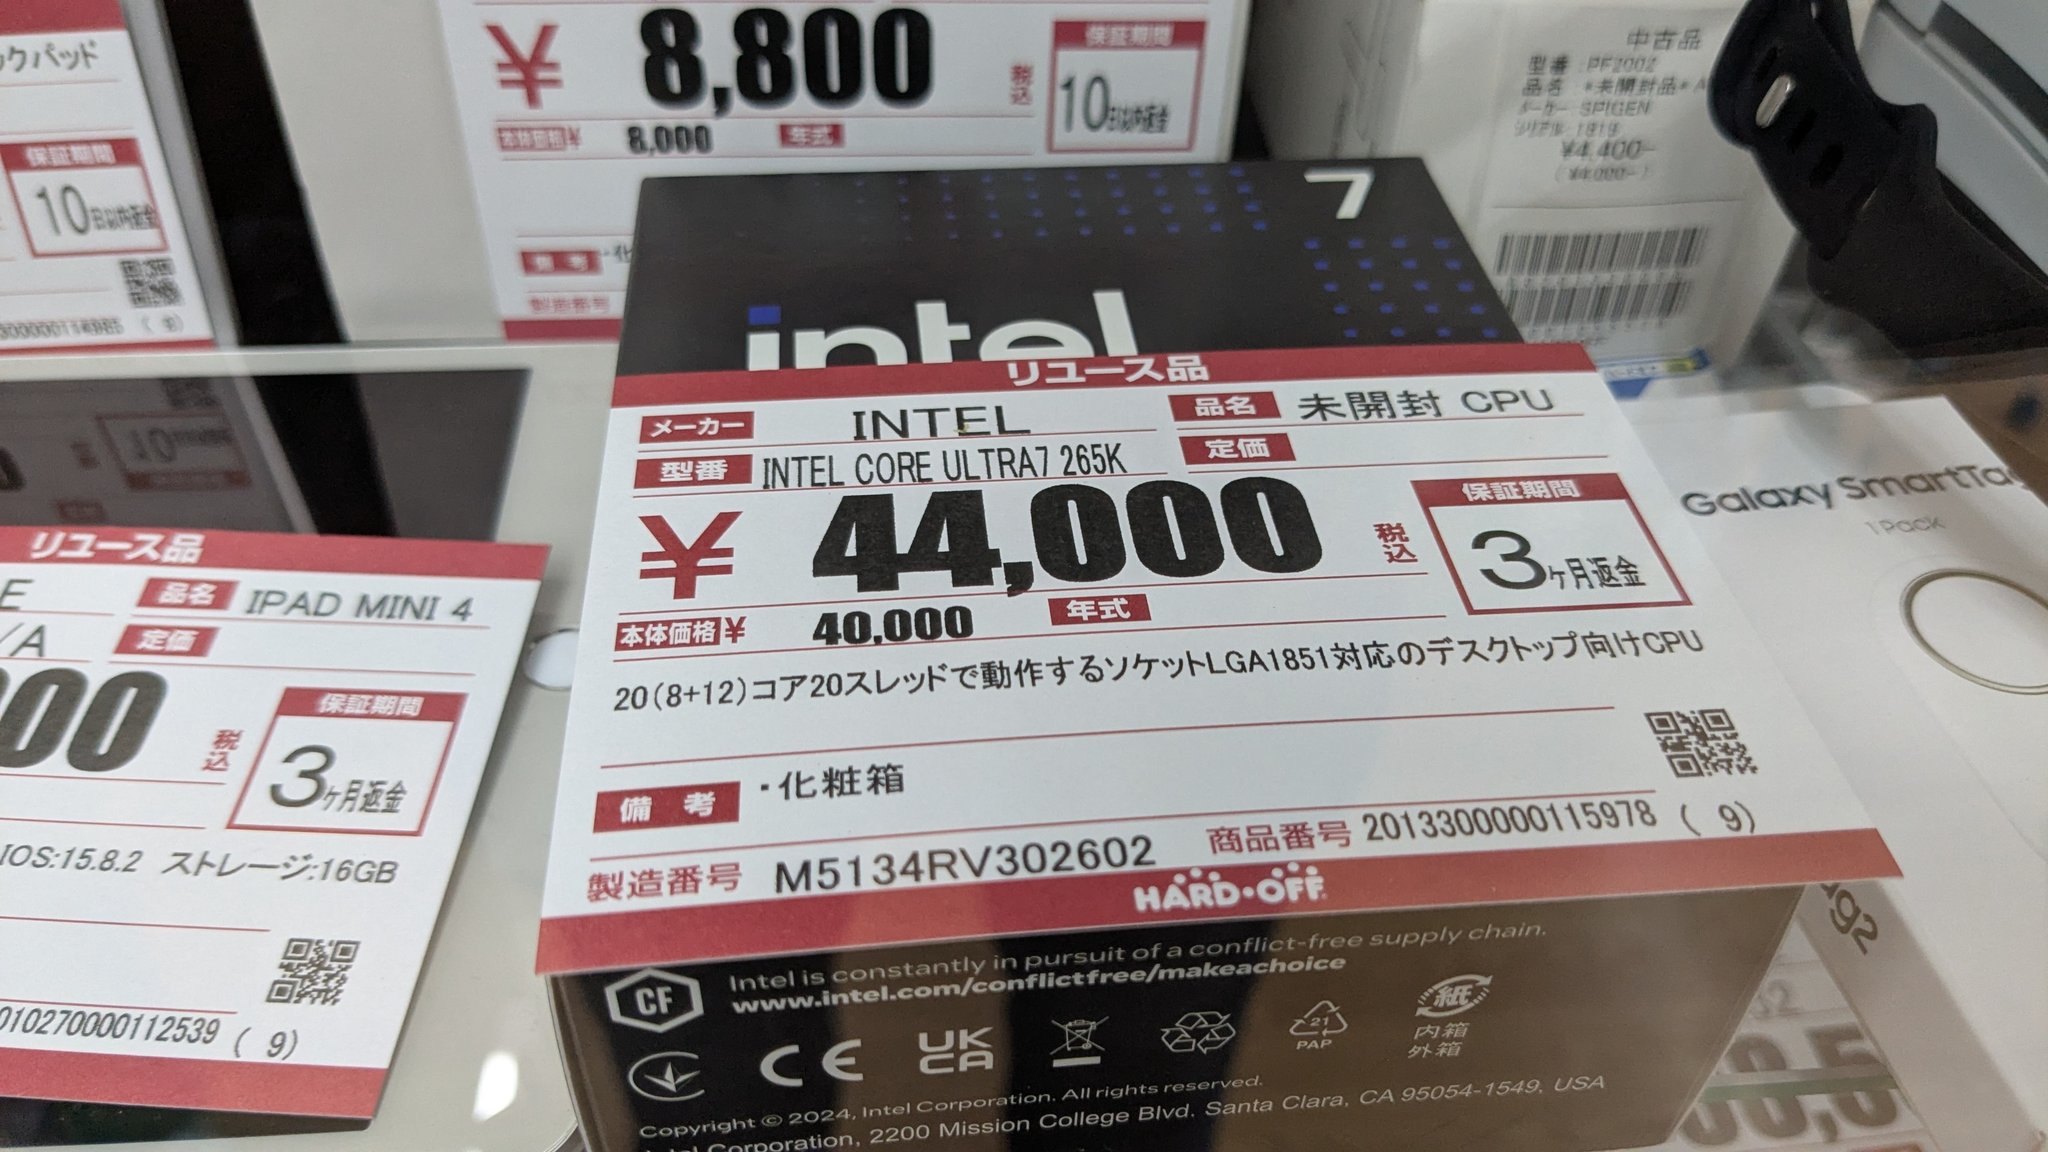 ックパッド
保証期間
10日以内返金
(9)
¥ 8,800 税込
本体価格¥ 8,000 年式
保証期間
10日以内返金
備考
製造番号
中古品
型番:PF2002
品名:*未開封品*
メーカー:SPIGEN
シリアル:1919
¥4,400-
(¥4,000-)
7
intel
リユース品
メーカー INTEL 品名 未開封 CPU
型番 INTEL CORE ULTRA7 265K 定価
¥ 44,000 税込
保証期間
3ヶ月返金
本体価格¥ 40,000 年式
20(8+12)コア20スレッドで動作するソケットLGA1851対応のデスクトップ向けCPU
備考 ・化粧箱
製造番号 M5134RV302602 商品番号 2013300000115978 (9)
HARD・OFF
CF
Intel is constantly in pursuit of a conflict-free supply chain.
www.intel.com/conflictfree/makeachoice
CE
UK
CA
21
PAP
紙
内箱
外箱
Copyright © 2024, Intel Corporation. All rights reserved.
Intel Corporation, 2200 Mission College Blvd. Santa Clara, CA 95054-1549, USA
リユース品
E 品名 IPAD MINI 4
/A 定価
00 税込
保証期間
3ヶ月返金
IOS:15.8.2 ストレージ:16GB
010270000112539 (9)
Galaxy SmartTag
1 Pack
ag2